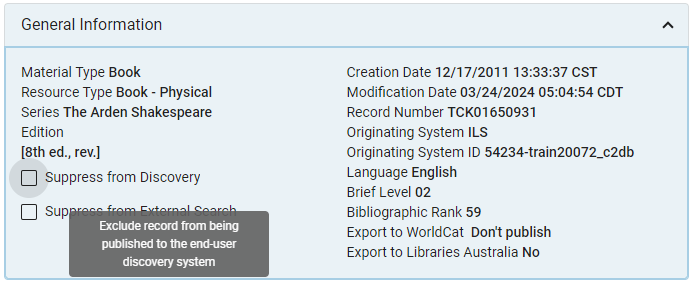 General Information
Material Type Book
Resource Type Book - Physical
Series The Arden Shakespeare
Edition
[8th ed., rev.]
Suppress from Discovery
Suppress from External Search
Exclude record from being
published to the end-user
discovery system
Creation Date 12/17/2011 13:33:37 CST
Modification Date 03/24/2024 05:04:54 CDT
Record Number TCK01650931
Originating System ILS
Originating System ID 54234-train20072_c2db
Language English
Brief Level 02
Bibliographic Rank 59
Export to WorldCat Don't publish
Export to Libraries Australia No